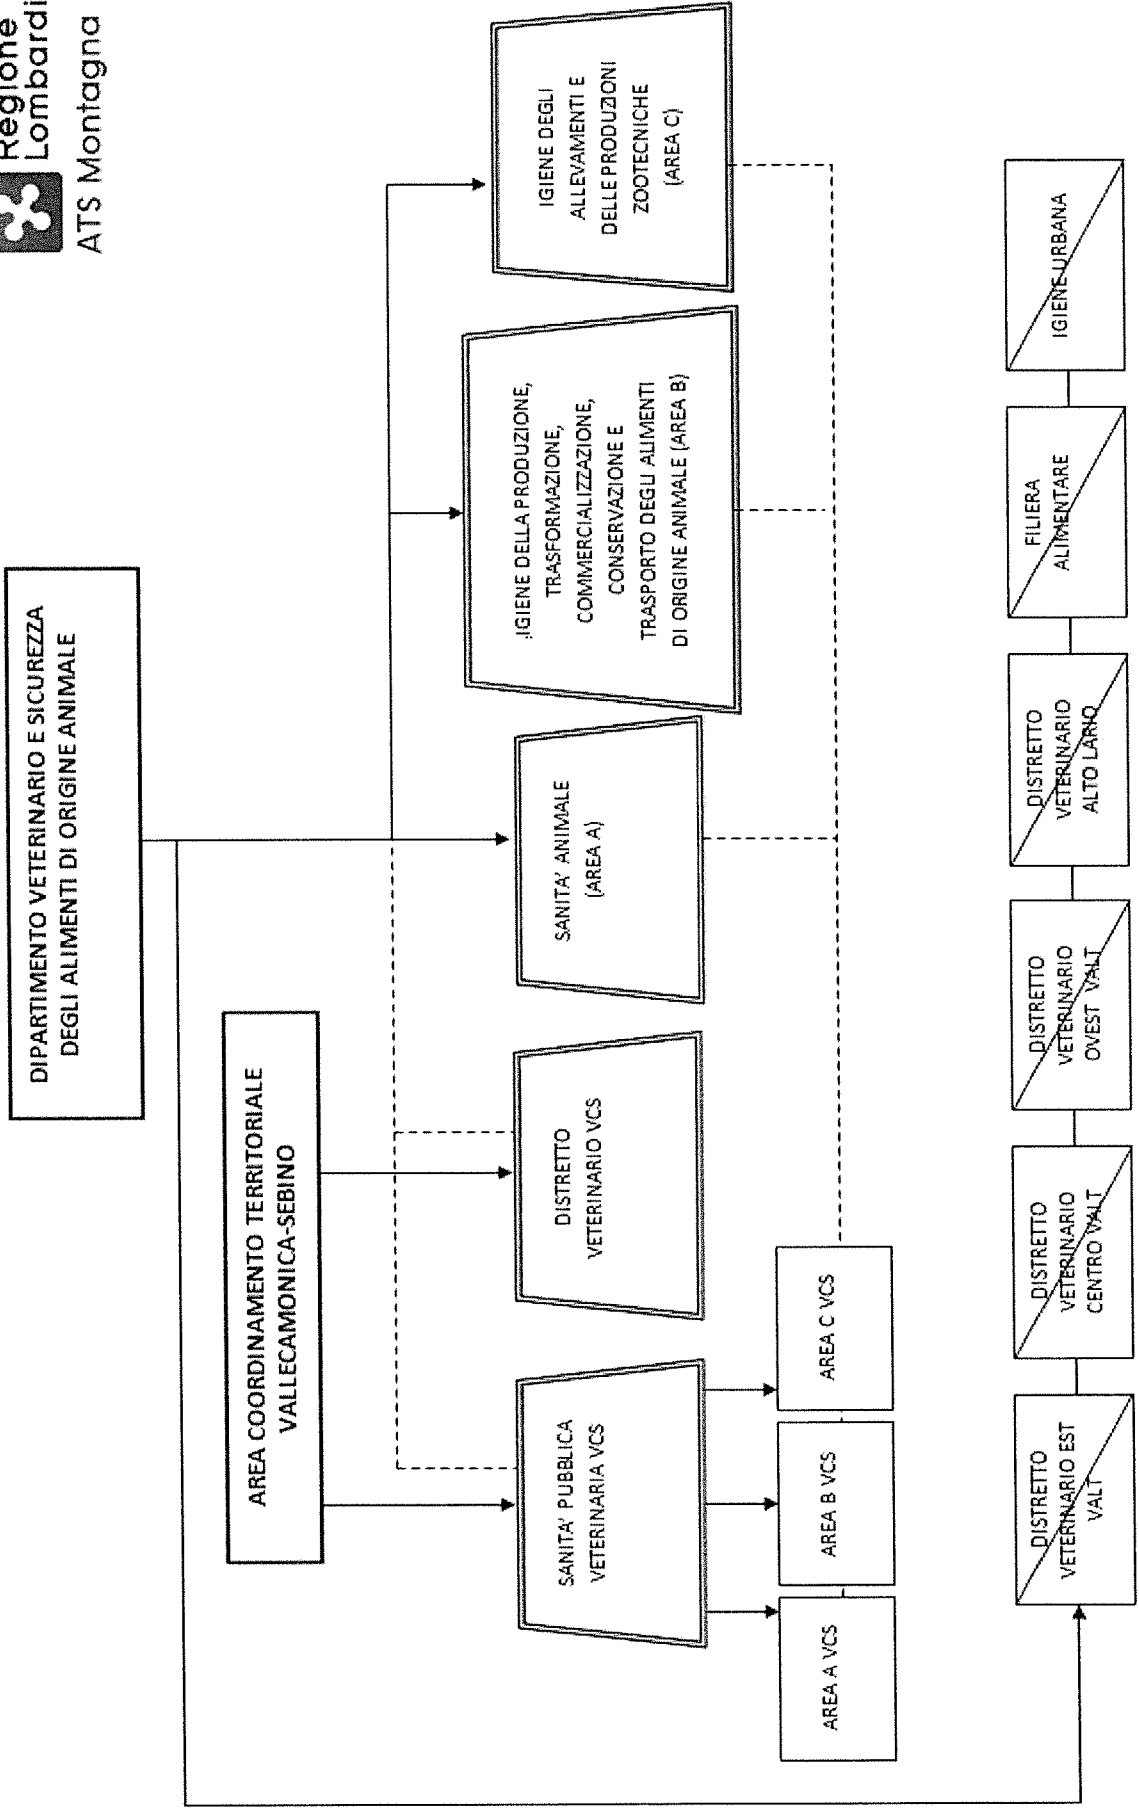 Regione
Lombardi
ATS Montagna
DIPARTIMENTO VETERINARIO E SICUREZZA
DEGLI ALIMENTI DI ORIGINE ANIMALE
AREA COORDINAMENTO TERRITORIALE
VALLECAMONICA-SEBINO
SANITA' PUBBLICA
VETERINARIA VCS
DISTRETTO
VETERINARIO VCS
SANITA' ANIMALE
(AREA A)
IGIENE DELLA PRODUZIONE,
TRASFORMAZIONE,
COMMERCIALIZZAZIONE,
CONSERVAZIONE E
TRASPORTO DEGLI ALIMENTI
DI ORIGINE ANIMALE (AREA B)
IGIENE DEGLI
ALLEVAMENTI E
DELLE PRODUZIONI
ZOOTECNICHE
(AREA C)
AREA A VCS
AREA B VCS
AREA C VCS
DISTRETTO
VETERINARIO EST
VALT
DISTRETTO
VETERINARIO
CENTRO VALT
DISTRETTO
VETERINARIO
OVEST VALT
DISTRETTO
VETERINARIO
ALTO LARIO
FILIERA
ALIMENTARE
IGIENE URBANA